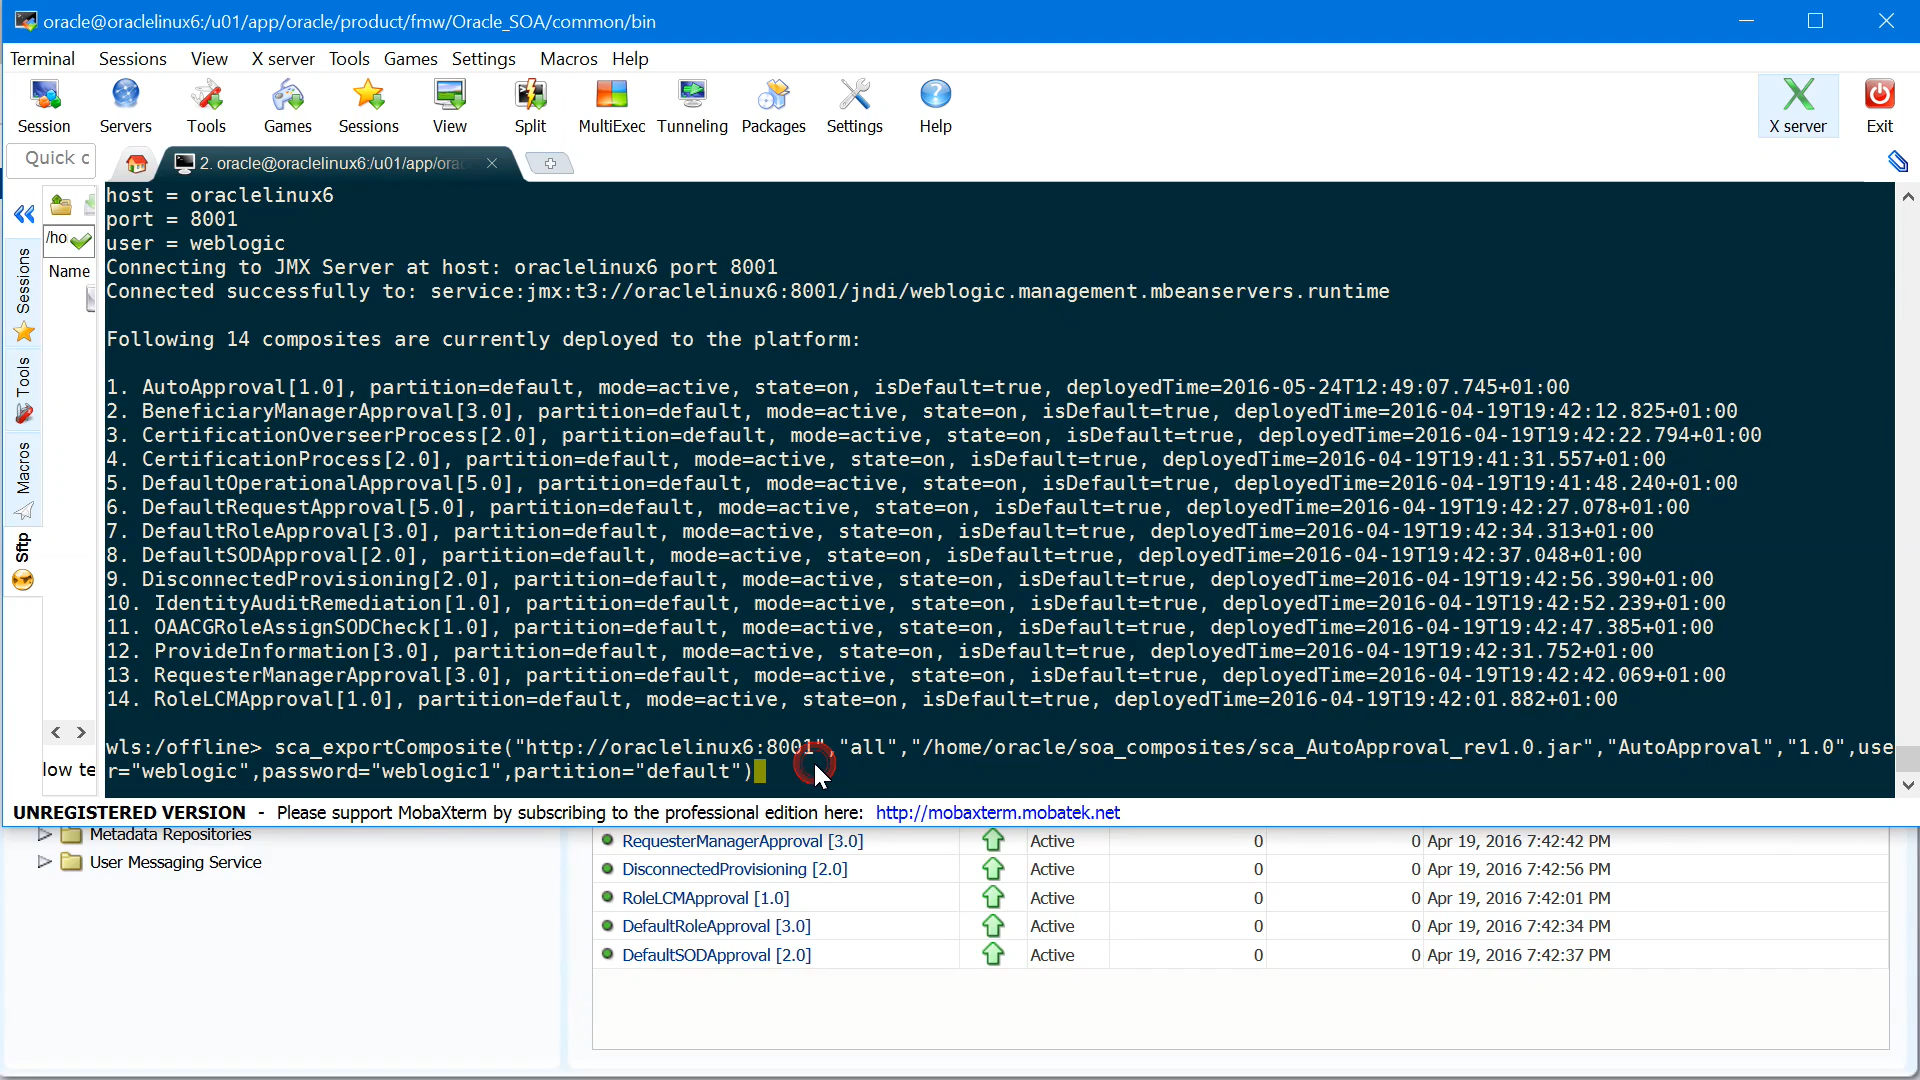 oracle@oraclelinux6:/u01/app/oracle/product/fmw/Oracle_SOA/common/bin
Terminal Sessions View X server Tools Games Settings Macros Help
Session Servers Tools Games Sessions View Split MultiExec Tunneling Packages Settings Help X server Exit
Quick c
2. oracle@oraclelinux6:/u01/app/ora
/ho
Name
Sessions
Tools
Macros
Sftp
low te
host = oraclelinux6
port = 8001
user = weblogic
Connecting to JMX Server at host: oraclelinux6 port 8001
Connected successfully to: service:jmx:t3://oraclelinux6:8001/jndi/weblogic.management.mbeanservers.runtime
Following 14 composites are currently deployed to the platform:
1. AutoApproval[1.0], partition=default, mode=active, state=on, isDefault=true, deployedTime=2016-05-24T12:49:07.745+01:00
2. BeneficiaryManagerApproval[3.0], partition=default, mode=active, state=on, isDefault=true, deployedTime=2016-04-19T19:42:12.825+01:00
3. CertificationOverseerProcess[2.0], partition=default, mode=active, state=on, isDefault=true, deployedTime=2016-04-19T19:42:22.794+01:00
4. CertificationProcess[2.0], partition=default, mode=active, state=on, isDefault=true, deployedTime=2016-04-19T19:41:31.557+01:00
5. DefaultOperationalApproval[5.0], partition=default, mode=active, state=on, isDefault=true, deployedTime=2016-04-19T19:41:48.240+01:00
6. DefaultRequestApproval[5.0], partition=default, mode=active, state=on, isDefault=true, deployedTime=2016-04-19T19:42:27.078+01:00
7. DefaultRoleApproval[3.0], partition=default, mode=active, state=on, isDefault=true, deployedTime=2016-04-19T19:42:34.313+01:00
8. DefaultSODApproval[2.0], partition=default, mode=active, state=on, isDefault=true, deployedTime=2016-04-19T19:42:37.048+01:00
9. DisconnectedProvisioning[2.0], partition=default, mode=active, state=on, isDefault=true, deployedTime=2016-04-19T19:42:56.390+01:00
10. IdentityAuditRemediation[1.0], partition=default, mode=active, state=on, isDefault=true, deployedTime=2016-04-19T19:42:52.239+01:00
11. OAACGRoleAssignSODCheck[1.0], partition=default, mode=active, state=on, isDefault=true, deployedTime=2016-04-19T19:42:47.385+01:00
12. ProvideInformation[3.0], partition=default, mode=active, state=on, isDefault=true, deployedTime=2016-04-19T19:42:31.752+01:00
13. RequesterManagerApproval[3.0], partition=default, mode=active, state=on, isDefault=true, deployedTime=2016-04-19T19:42:42.069+01:00
14. RoleLCMApproval[1.0], partition=default, mode=active, state=on, isDefault=true, deployedTime=2016-04-19T19:42:01.882+01:00
wls:/offline> sca_exportComposite("http://oraclelinux6:8001","all","/home/oracle/soa_composites/sca_AutoApproval_rev1.0.jar","AutoApproval","1.0",use
r="weblogic",password="weblogic1",partition="default")
UNREGISTERED VERSION - Please support MobaXterm by subscribing to the professional edition here: http://mobaxterm.mobatek.net
Metadata Repositories
User Messaging Service
RequesterManagerApproval [3.0] Active 0 0 Apr 19, 2016 7:42:42 PM
DisconnectedProvisioning [2.0] Active 0 0 Apr 19, 2016 7:42:56 PM
RoleLCMApproval [1.0] Active 0 0 Apr 19, 2016 7:42:01 PM
DefaultRoleApproval [3.0] Active 0 0 Apr 19, 2016 7:42:34 PM
DefaultSODApproval [2.0] Active 0 0 Apr 19, 2016 7:42:37 PM